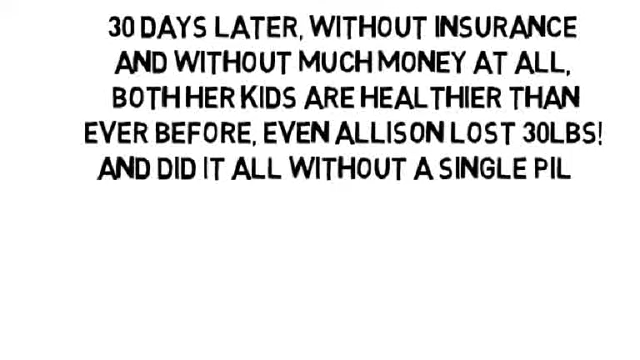 30 DAYS LATER, WITHOUT INSURANCE
AND WITHOUT MUCH MONEY AT ALL,
BOTH HER KIDS ARE HEALTHIER THAN
EVER BEFORE, EVEN ALLISON LOST 30LBS!
AND DID IT ALL WITHOUT A SINGLE PIL